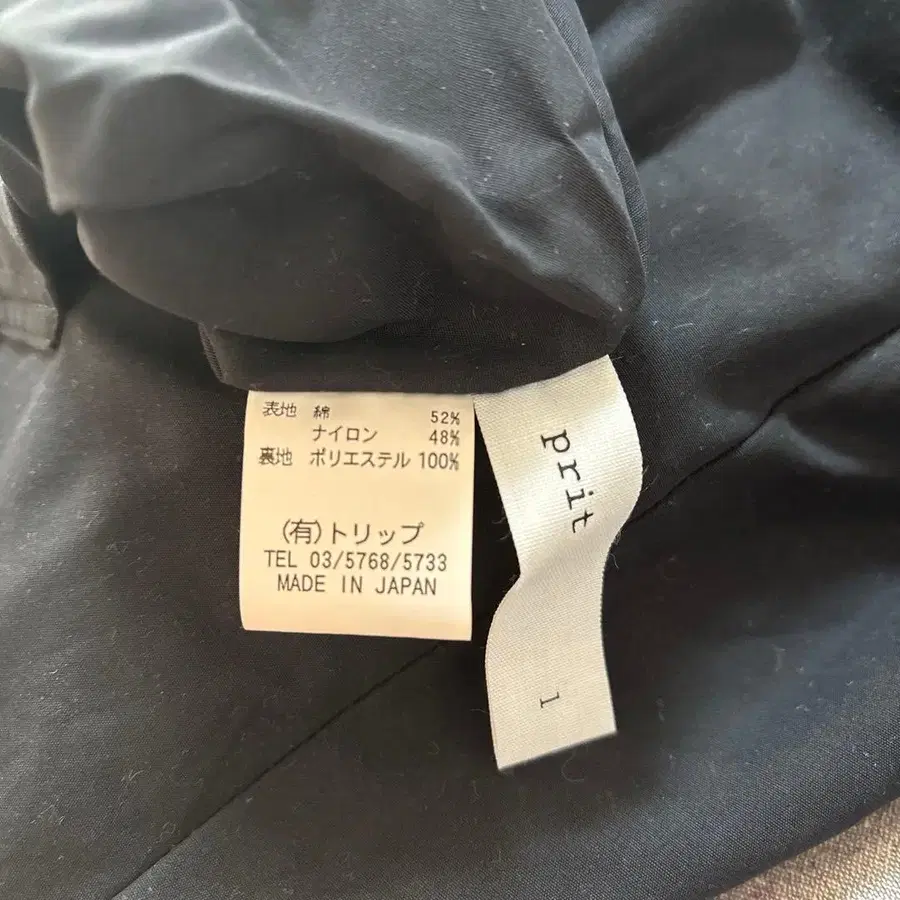 表地 綿 52%
ナイロン 48%
裏地 ポリエステル 100%
(有)トリップ
TEL 03/5768/5733
MADE IN JAPAN
prit
1